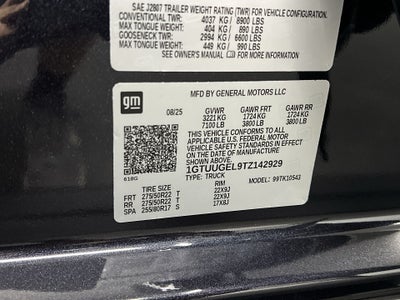 SAE J2807 TRAILER WEIGHT RATING (TWR) FOR VEHICLE CONFIGURATION.
CONVENTIONAL TWR: 4037 KG / 8900 LBS
MAX TONGUE WEIGHT: 404 KG / 890 LBS
GOOSENECK TWR: 2994 KG / 6600 LBS
MAX TONGUE WEIGHT: 449 KG / 990 LBS
SEE OWNER'S MANUAL FOR MORE INFORMATION
MFD BY GENERAL MOTORS LLC
gm
08/25 GVWR GAWR FRT GAWR RR
3221 KG 1724 KG 1724 KG
7100 LB 3800 LB 3800 LB
THIS VEHICLE CONFORMS TO ALL
APPLICABLE U.S. FEDERAL MOTOR
VEHICLE SAFETY STANDARDS IN
EFFECT ON THE DATE OF
MANUFACTURE SHOWN ABOVE.
1GTUUGEL9TZ142929
TYPE: TRUCK MODEL: 99TK10543
TIRE SIZE SPEED RTG RIM
FRT 275/50R22 T 22X9J
RR 275/50R22 T 22X9J
SPA 255/80R17 S 17X8J